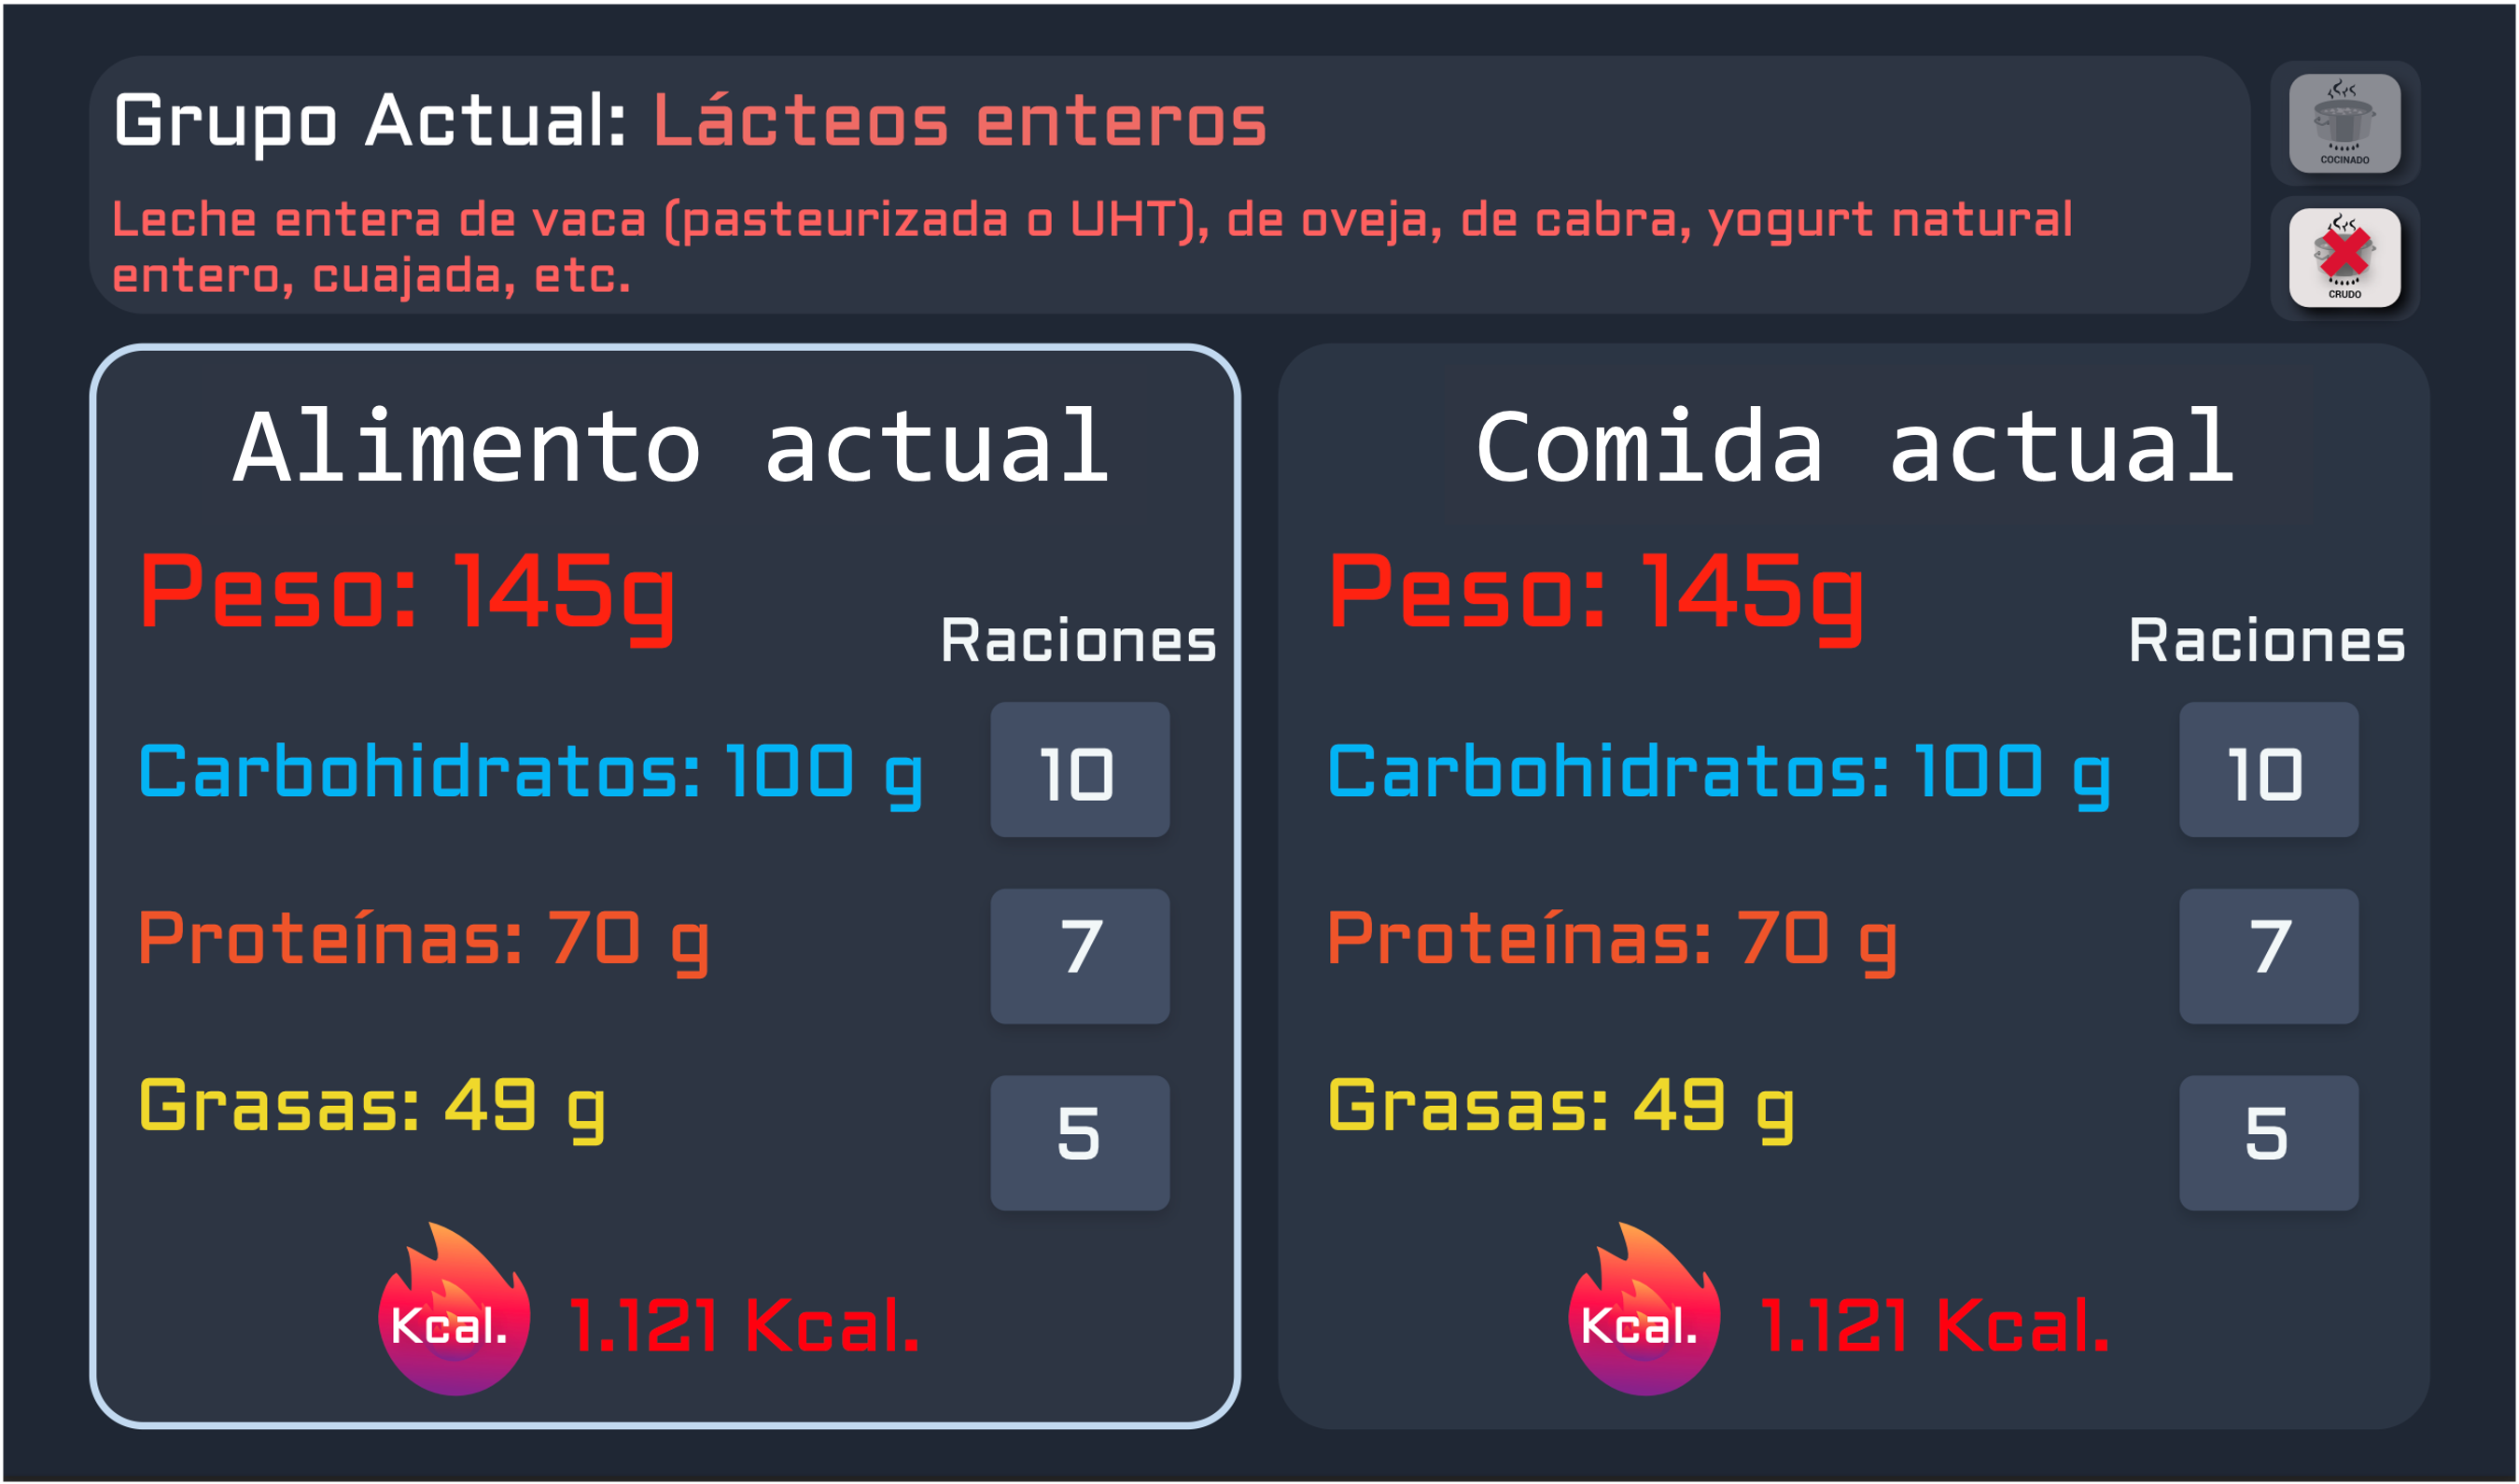 Grupo Actual: Lácteos enteros
Leche entera de vaca (pasteurizada o UHT), de oveja, de cabra, yogurt natural
entero, cuajada, etc.
COCINADO
CRUDO
Alimento actual
Peso: 145g
Raciones
Carbohidratos: 100 g
10
Proteínas: 70 g
7
Grasas: 49 g
5
Kcal.
1.121 Kcal.
Comida actual
Peso: 145g
Raciones
Carbohidratos: 100 g
10
Proteínas: 70 g
7
Grasas: 49 g
5
Kcal.
1.121 Kcal.